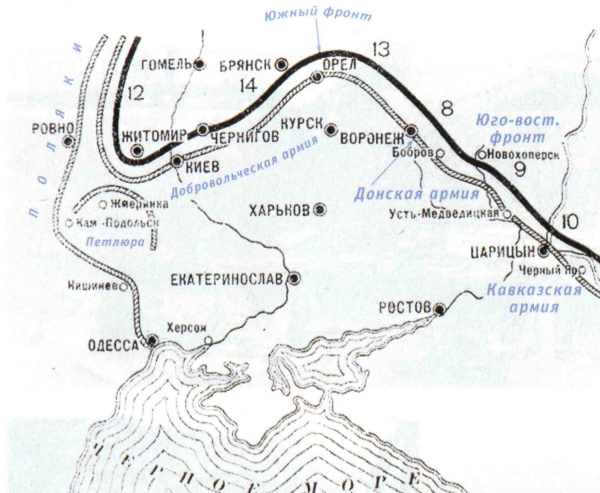 Южный фронт
13
ГОМЕЛЬ
БРЯНСК
ОРЕЛ
14
12
ПОЛЯКИ
8
РОВНО
ЖИТОМИР
ЧЕРНИГОВ
КУРСК
ВОРОНЕЖ
Юго-вост.
фронт
Бобров
Новохоперск
КИЕВ
Добровольческая армия
9
Жмеринка
Донская армия
Кам.-Подольск
ХАРЬКОВ
Усть-Медведицкая
10
Петлюра
ЦАРИЦЫН
Черный Яр
Кишинев
ЕКАТЕРИНОСЛАВ
Кавказская
армия
РОСТОВ
Херсон
ОДЕССА
ЧЕРНОЕ МОРЕ